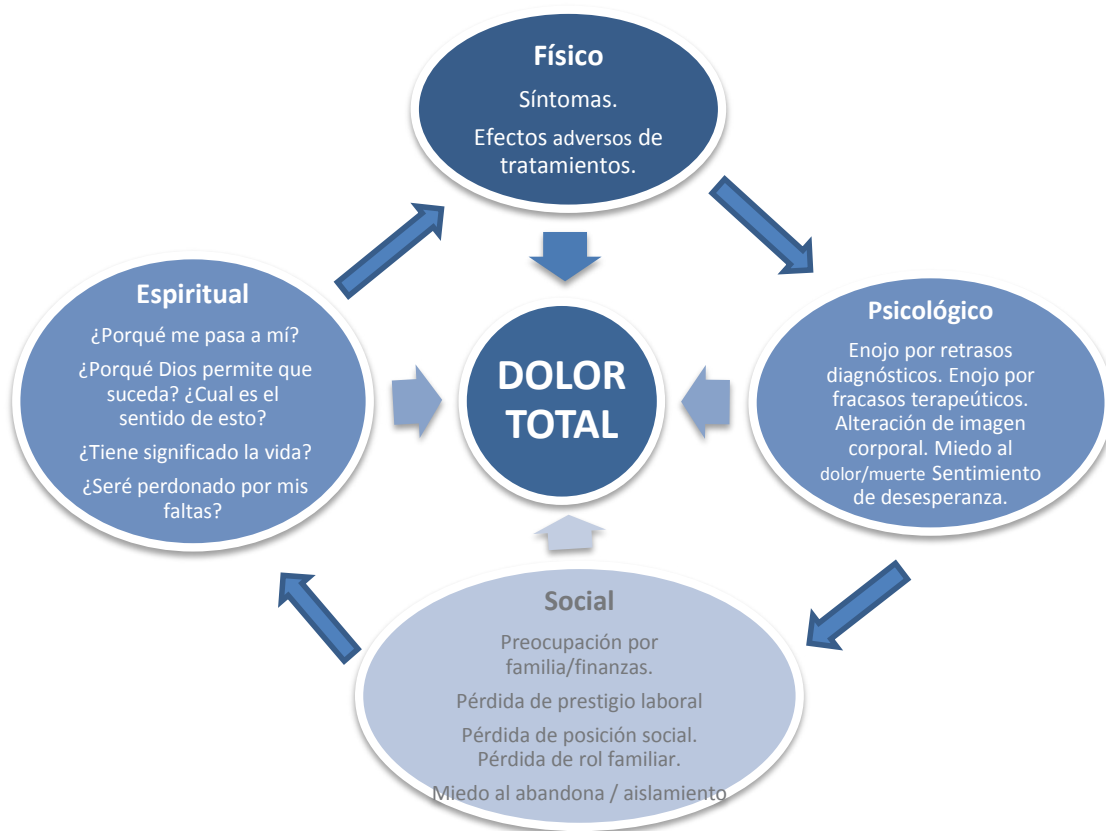 Físico
Síntomas.
Efectos adversos de
tratamientos.
Espiritual
¿Porqué me pasa a mí?
¿Porqué Dios permite que
suceda? ¿Cual es el
sentido de esto?
¿Tiene significado la vida?
¿Seré perdonado por mis
faltas?
DOLOR
TOTAL
Psicológico
Enojo por retrasos
diagnósticos. Enojo por
fracasos terapeúticos.
Alteración de imagen
corporal. Miedo al
dolor/muerte Sentimiento
de desesperanza.
Social
Preocupación por
familia/finanzas.
Pérdida de prestigio laboral
Pérdida de posición social.
Pérdida de rol familiar.
Miedo al abandona / aislamiento